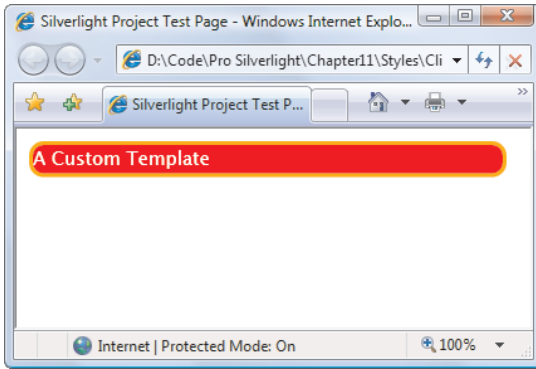 Silverlight Project Test Page - Windows Internet Explo...
D:\Code\Pro Silverlight\Chapter11\Styles\Cli
Silverlight Project Test P...
A Custom Template
Internet | Protected Mode: On
100%